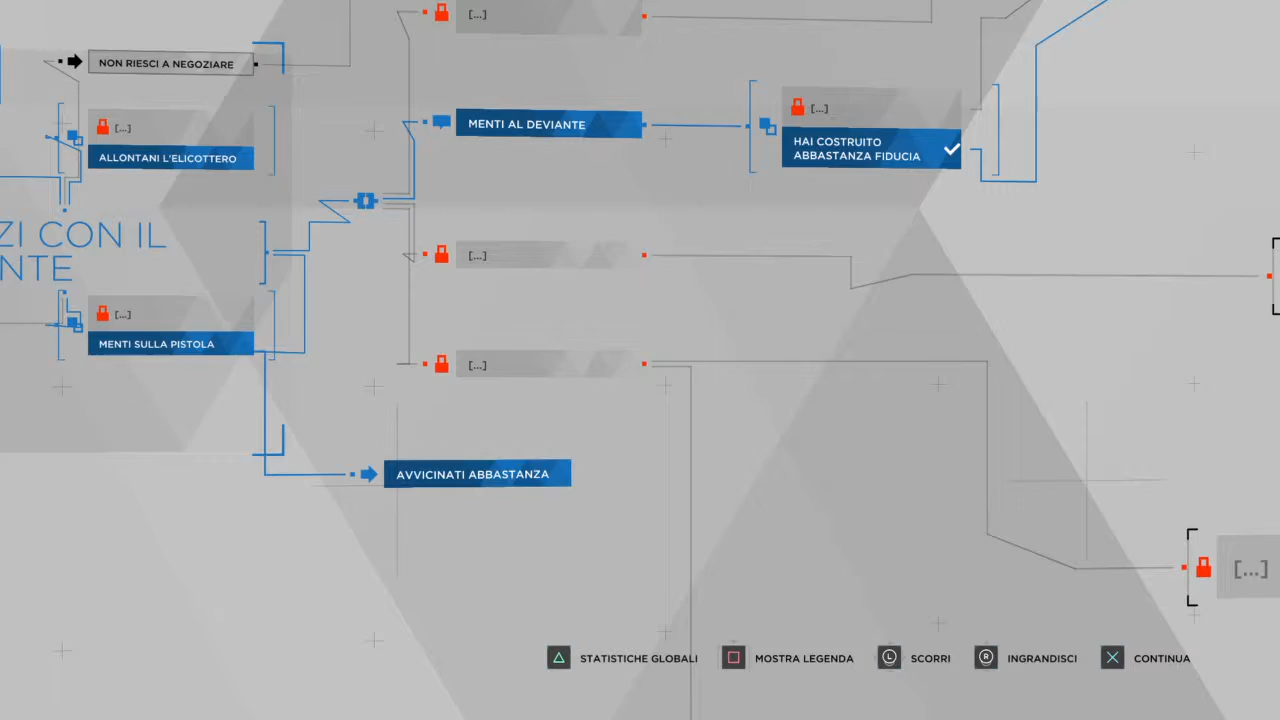 [...]
NON RIESCI A NEGOZIARE
[...]
ALLONTANI L'ELICOTTERO
MENTI AL DEVIANTE
[...]
HAI COSTRUITO
ABBASTANZA FIDUCIA
ZI CON IL
NTE
[...]
[...]
MENTI SULLA PISTOLA
[...]
AVVICINATI ABBASTANZA
[...]
STATISTICHE GLOBALI
MOSTRA LEGENDA
L SCORRI
R INGRANDISCI
CONTINUA